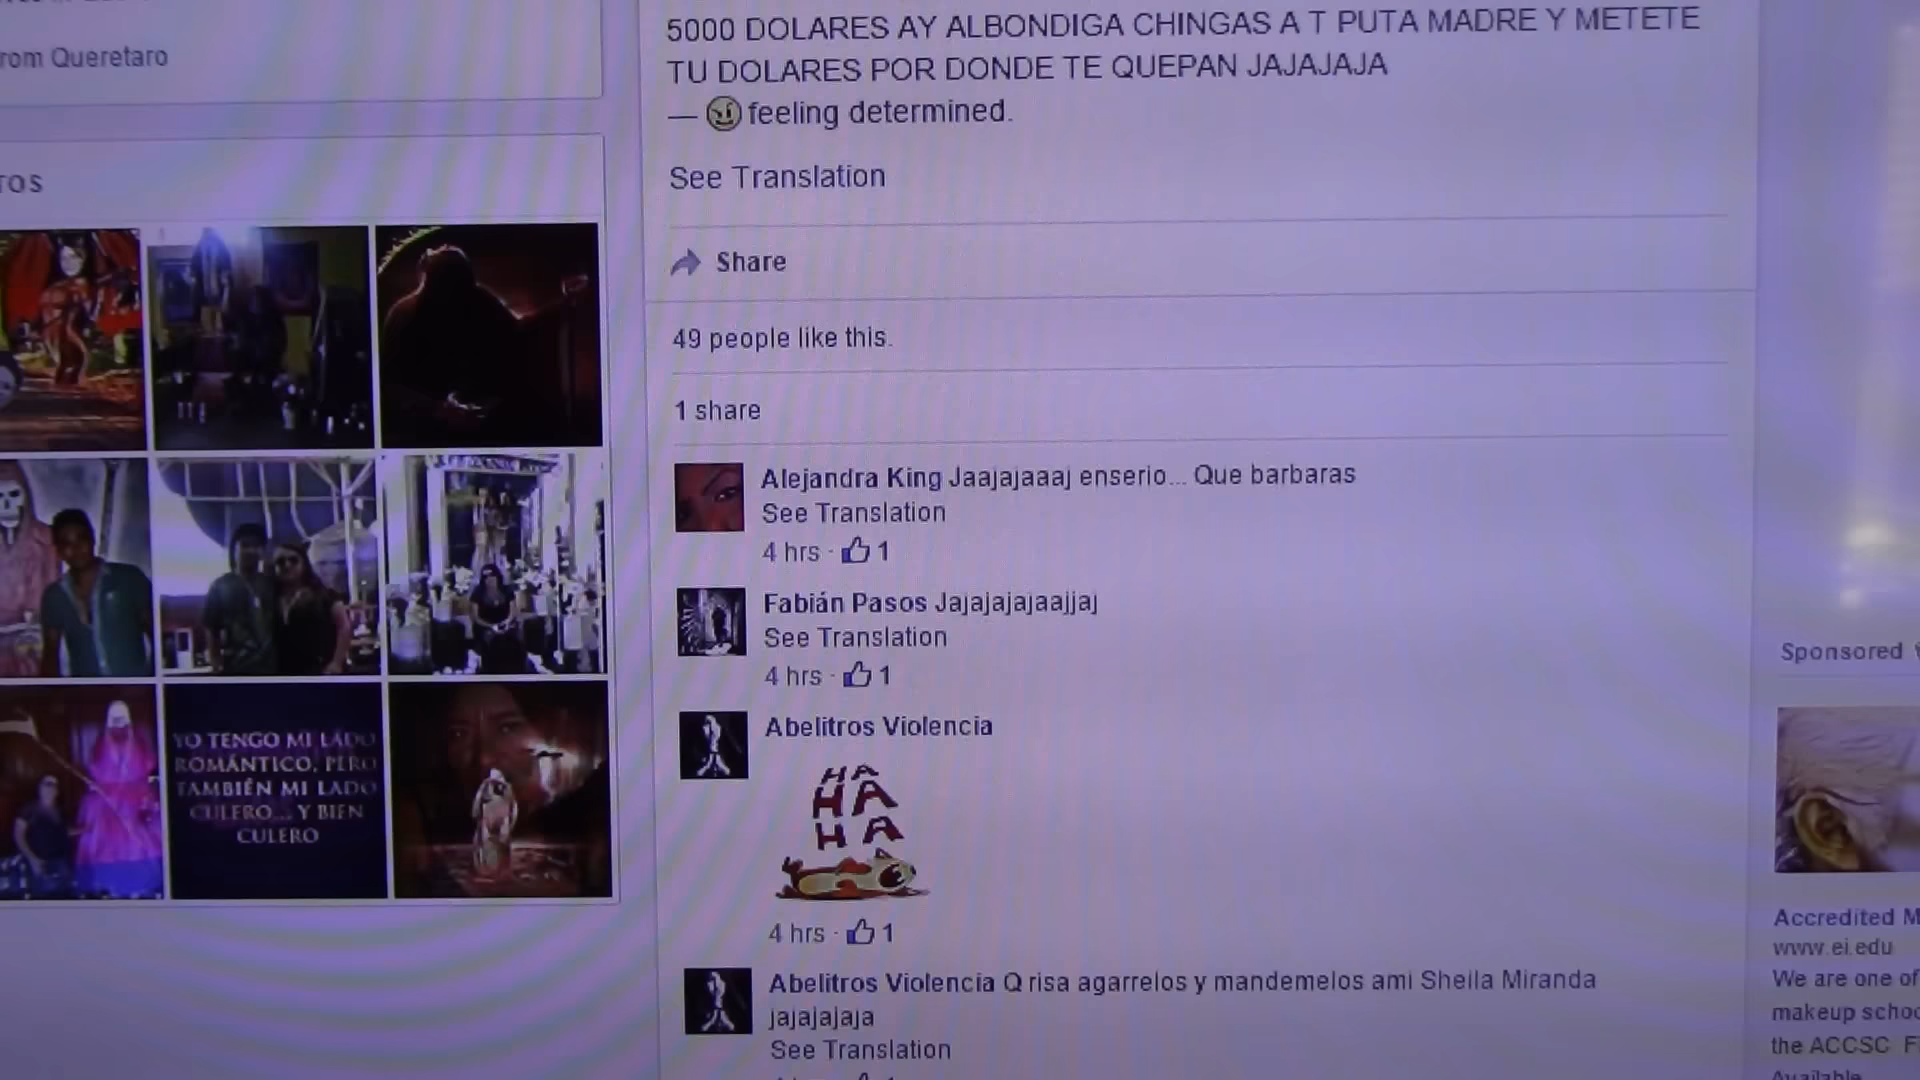 rom Queretaro
TOS
YO TENGO MI LADO
ROMÁNTICO, PERO
TAMBIÉN MI LADO
CULERO... Y BIEN
CULERO
5000 DOLARES AY ALBONDIGA CHINGAS A T PUTA MADRE Y METETE
TU DOLARES POR DONDE TE QUEPAN JAJAJAJA
— feeling determined.
See Translation
Share
49 people like this.
1 share
Alejandra King Jaajajaaaj enserio... Que barbaras
See Translation
4 hrs · 1
Fabián Pasos Jajajajajaajjaj
See Translation
4 hrs · 1
Abelitros Violencia
HA
HA
HA
4 hrs · 1
Abelitros Violencia Q risa agarrelos y mandemelos ami Sheila Miranda
jajajajaja
See Translation
Sponsored
Accredited M
www.ei.edu
We are one of
makeup schoo
the ACCSC F
Available